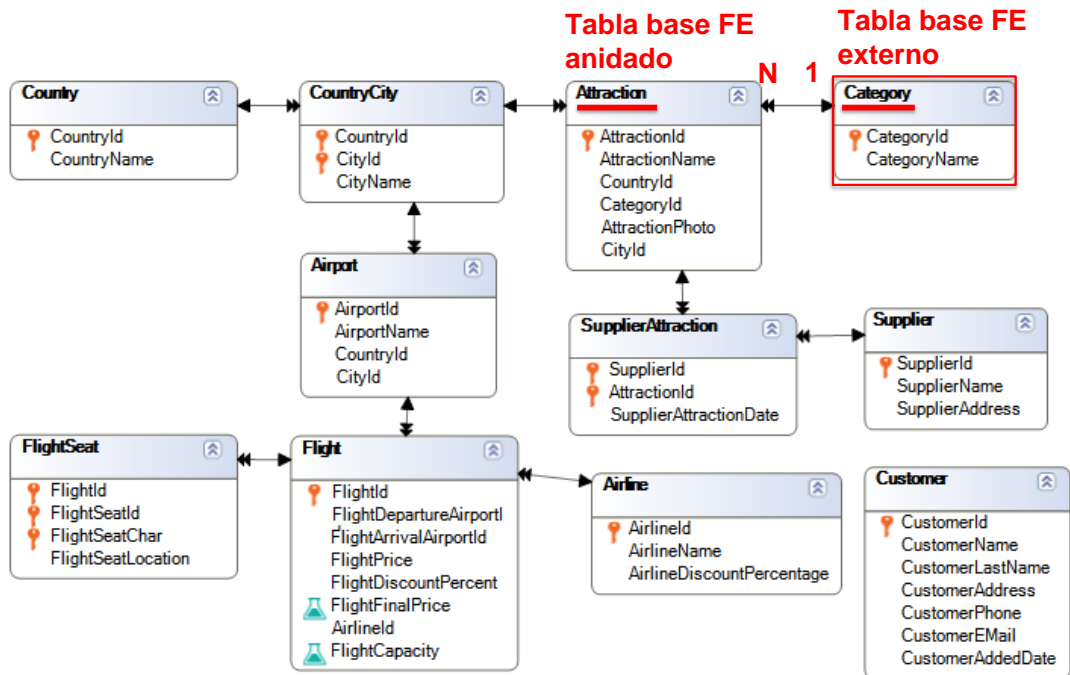 Tabla base FE
anidado
Tabla base FE
externo
N 1
Country
CountryId
CountryName
CountryCity
CountryId
CityId
CityName
Attraction
AttractionId
AttractionName
CountryId
CategoryId
AttractionPhoto
CityId
Category
CategoryId
CategoryName
Airport
AirportId
AirportName
CountryId
CityId
SupplierAttraction
SupplierId
AttractionId
SupplierAttractionDate
Supplier
SupplierId
SupplierName
SupplierAddress
FlightSeat
FlightId
FlightSeatId
FlightSeatChar
FlightSeatLocation
Flight
FlightId
FlightDepartureAirportI
FlightArrivalAirportId
FlightPrice
FlightDiscountPercent
FlightFinalPrice
AirlineId
FlightCapacity
Airline
AirlineId
AirlineName
AirlineDiscountPercentage
Customer
CustomerId
CustomerName
CustomerLastName
CustomerAddress
CustomerPhone
CustomerEMail
CustomerAddedDate